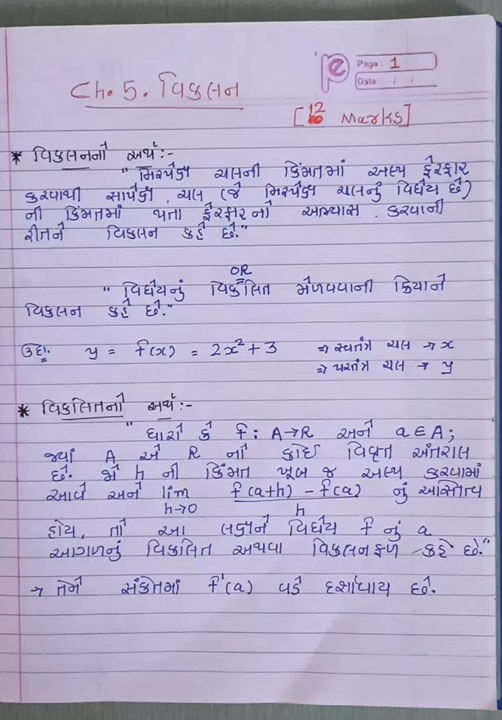 Page: 1
Date: / /
Ch. 5. વિકલન
[12 Marks]
* વિકલનનો અર્થ:-
" નિરપેક્ષ ચલની કિંમતમાં અલ્પ ફેરફાર
કરવાથી સાપેક્ષ ચલ (જે નિરપેક્ષ ચલનું વિધેય છે)
ની કિંમતમાં થતા ફેરફારનો અભ્યાસ કરવાની
રીતને વિકલન કહે છે."
OR
" વિધેયનું વિકલિત મેળવવાની ક્રિયાને
વિકલન કહે છે."
ઉદા. y = f(x) = 2x²+3 ⇒ સ્વતંત્ર ચલ → x
⇒ પરતંત્ર ચલ → y
* વિકલિતનો અર્થ:-
" ધારો કે f: A→R અને a∈A;
જ્યાં A એ R નો કોઈ વિવૃત અંતરાલ
છે. જો h ની કિંમત ખૂબ જ અલ્પ કરવામાં
આવે અને lim h→0 f(a+h) - f(a) / h નું અસ્તિત્વ
હોય, તો આ લક્ષને વિધેય f નું a
આગળનું વિકલિત અથવા વિકલનફળ કહે છે."
→ તેને સંકેતમાં f'(a) વડે દર્શાવાય છે.